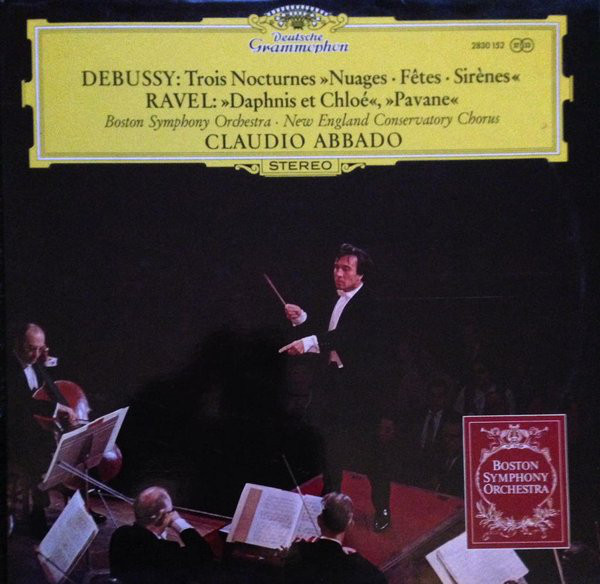 Deutsche
Grammophon
2530 152
DEBUSSY: Trois Nocturnes »Nuages · Fêtes · Sirènes«
RAVEL: »Daphnis et Chloé«, »Pavane«
Boston Symphony Orchestra · New England Conservatory Chorus
CLAUDIO ABBADO
STEREO
BOSTON
SYMPHONY
ORCHESTRA